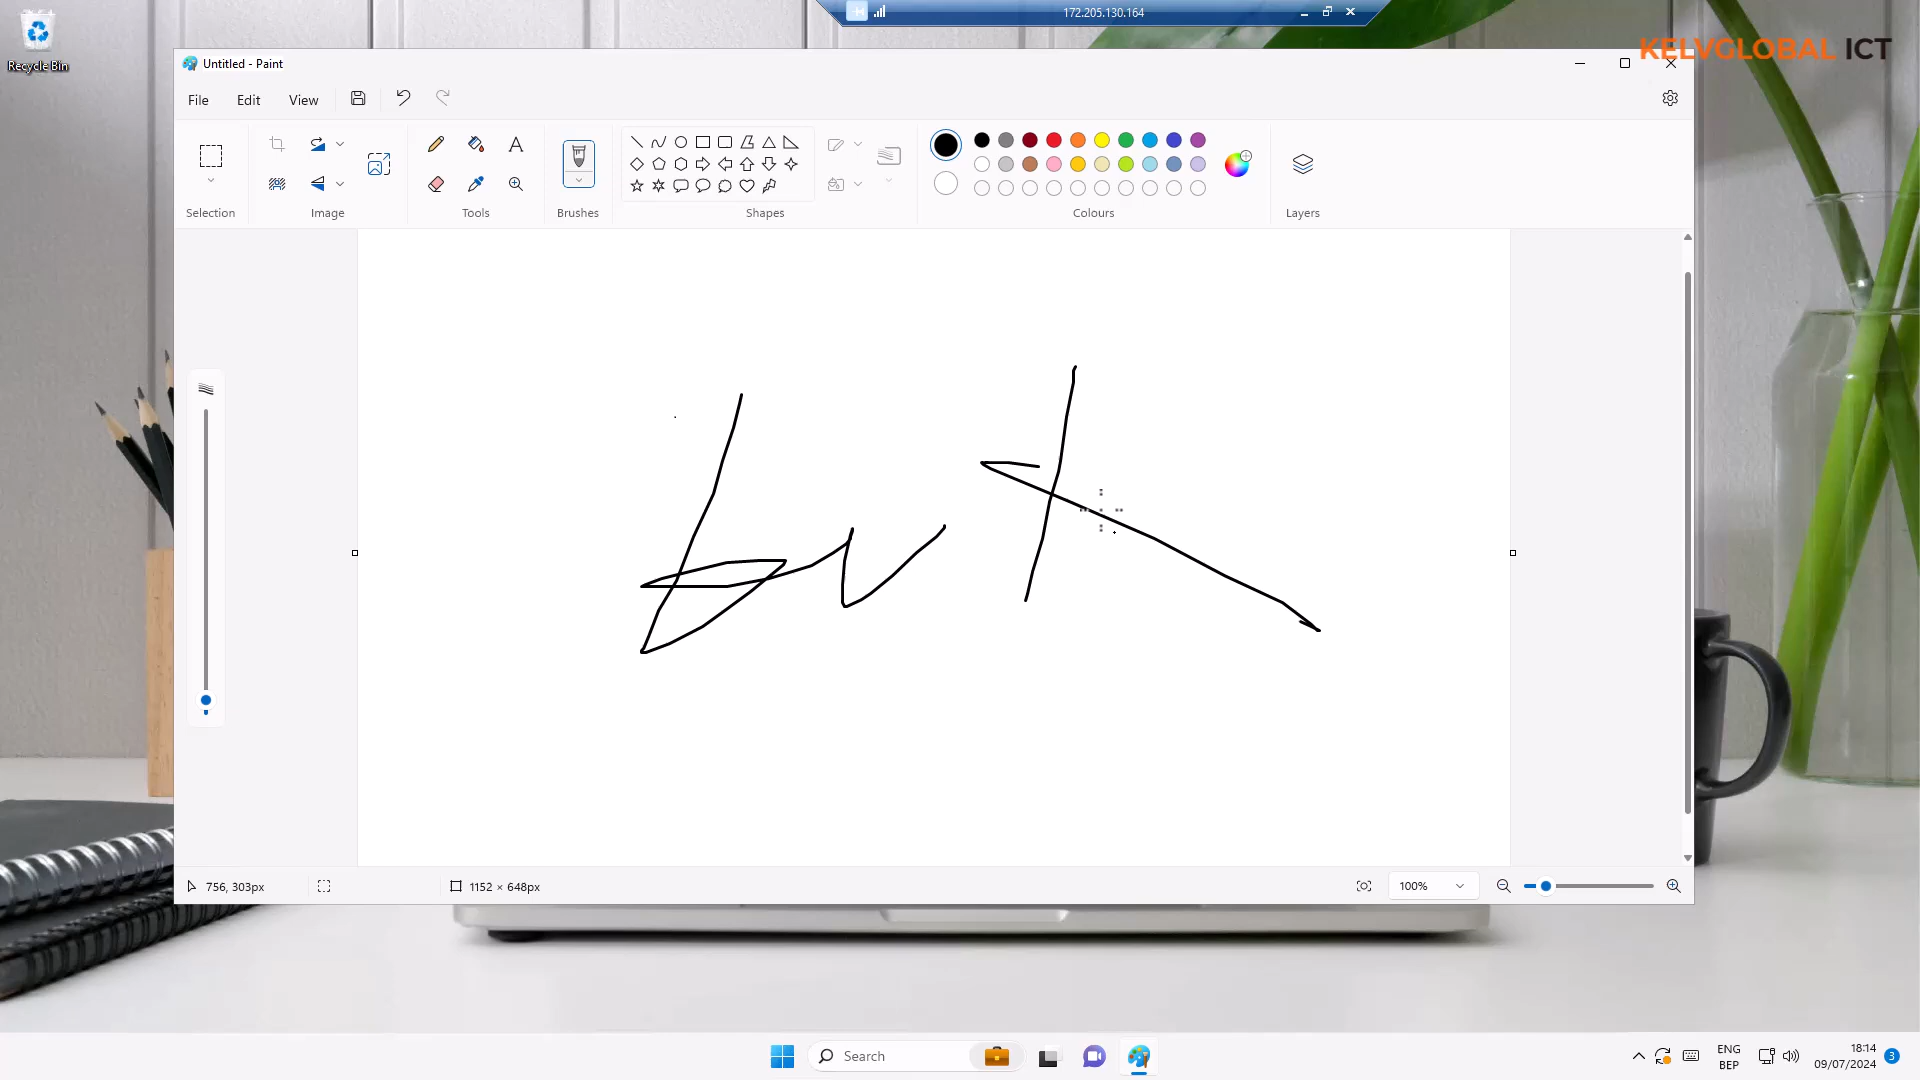 172.205.130.164
KELVGLOBAL ICT
Recycle Bin
Untitled - Paint
File Edit View
Selection Image Tools Brushes Shapes Colours Layers
756, 303px 1152 × 648px 100%
Search
ENG
BEP
18:14
09/07/2024
3